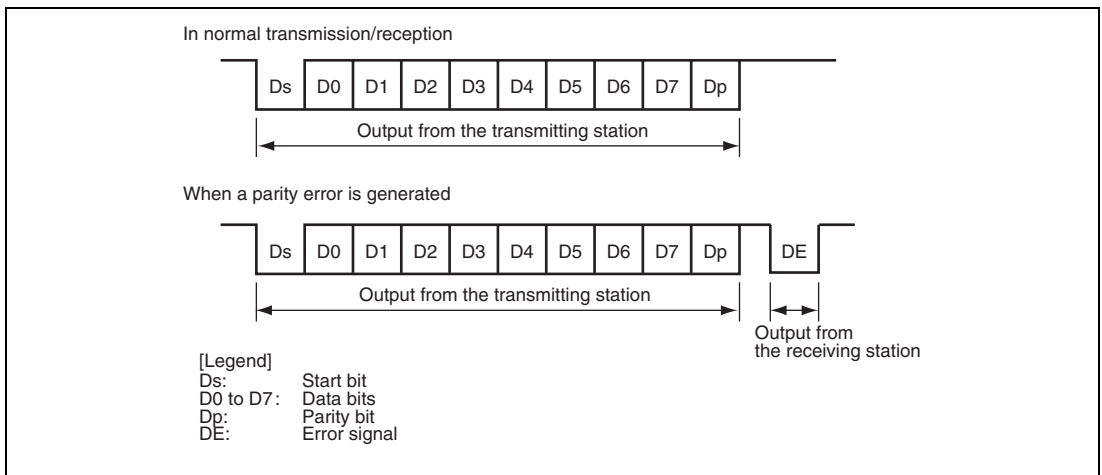 In normal transmission/reception
Ds D0 D1 D2 D3 D4 D5 D6 D7 Dp
Output from the transmitting station
When a parity error is generated
Ds D0 D1 D2 D3 D4 D5 D6 D7 Dp DE
Output from the transmitting station
Output from
the receiving station
[Legend]
Ds: Start bit
D0 to D7: Data bits
Dp: Parity bit
DE: Error signal